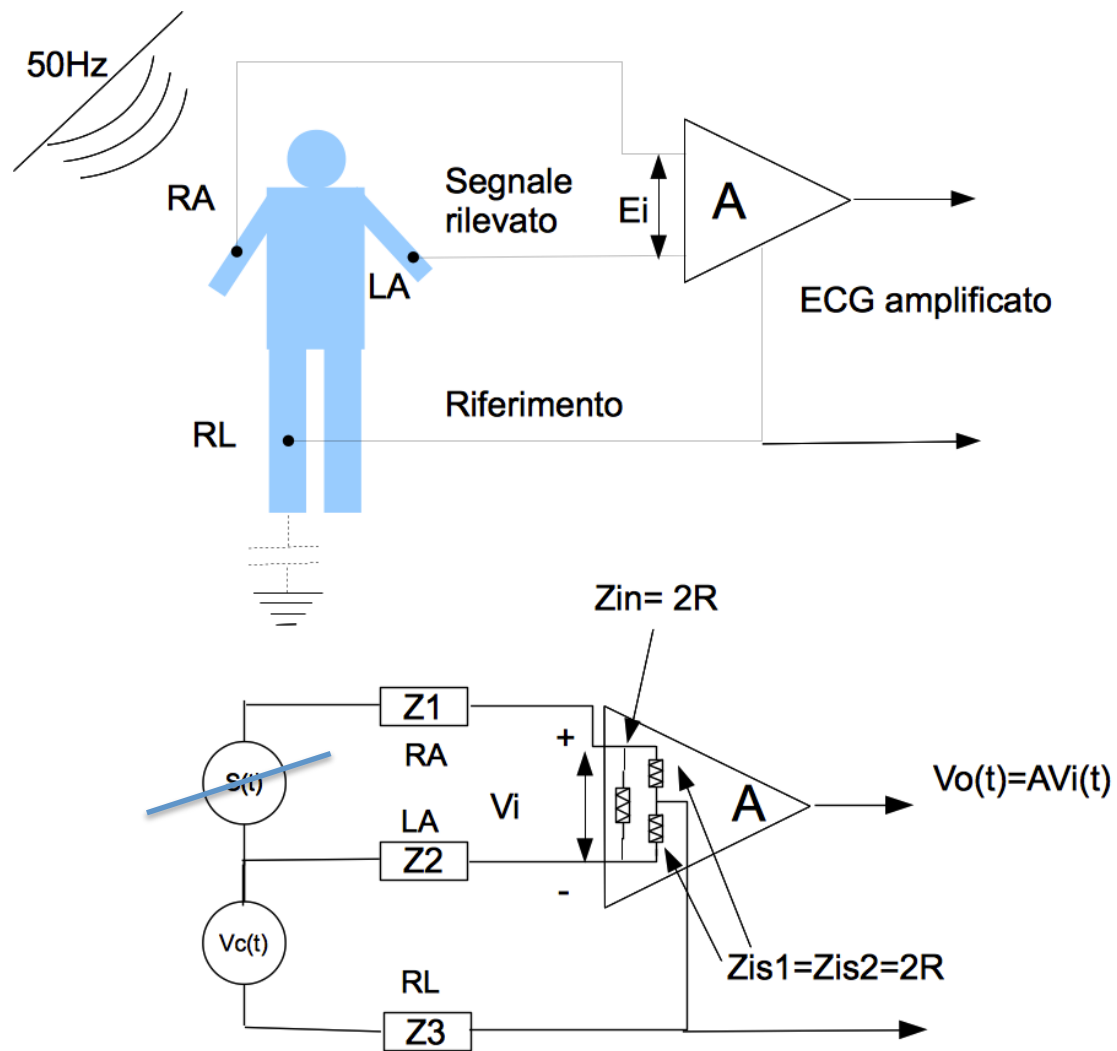 50Hz
RA
Segnale
rilevato
Ei
A
LA
ECG amplificato
Riferimento
RL
Zin= 2R
Z1
+
RA
S(t)
Vi
A
Vo(t)=AVi(t)
LA
Z2
-
Vc(t)
Zis1=Zis2=2R
RL
Z3